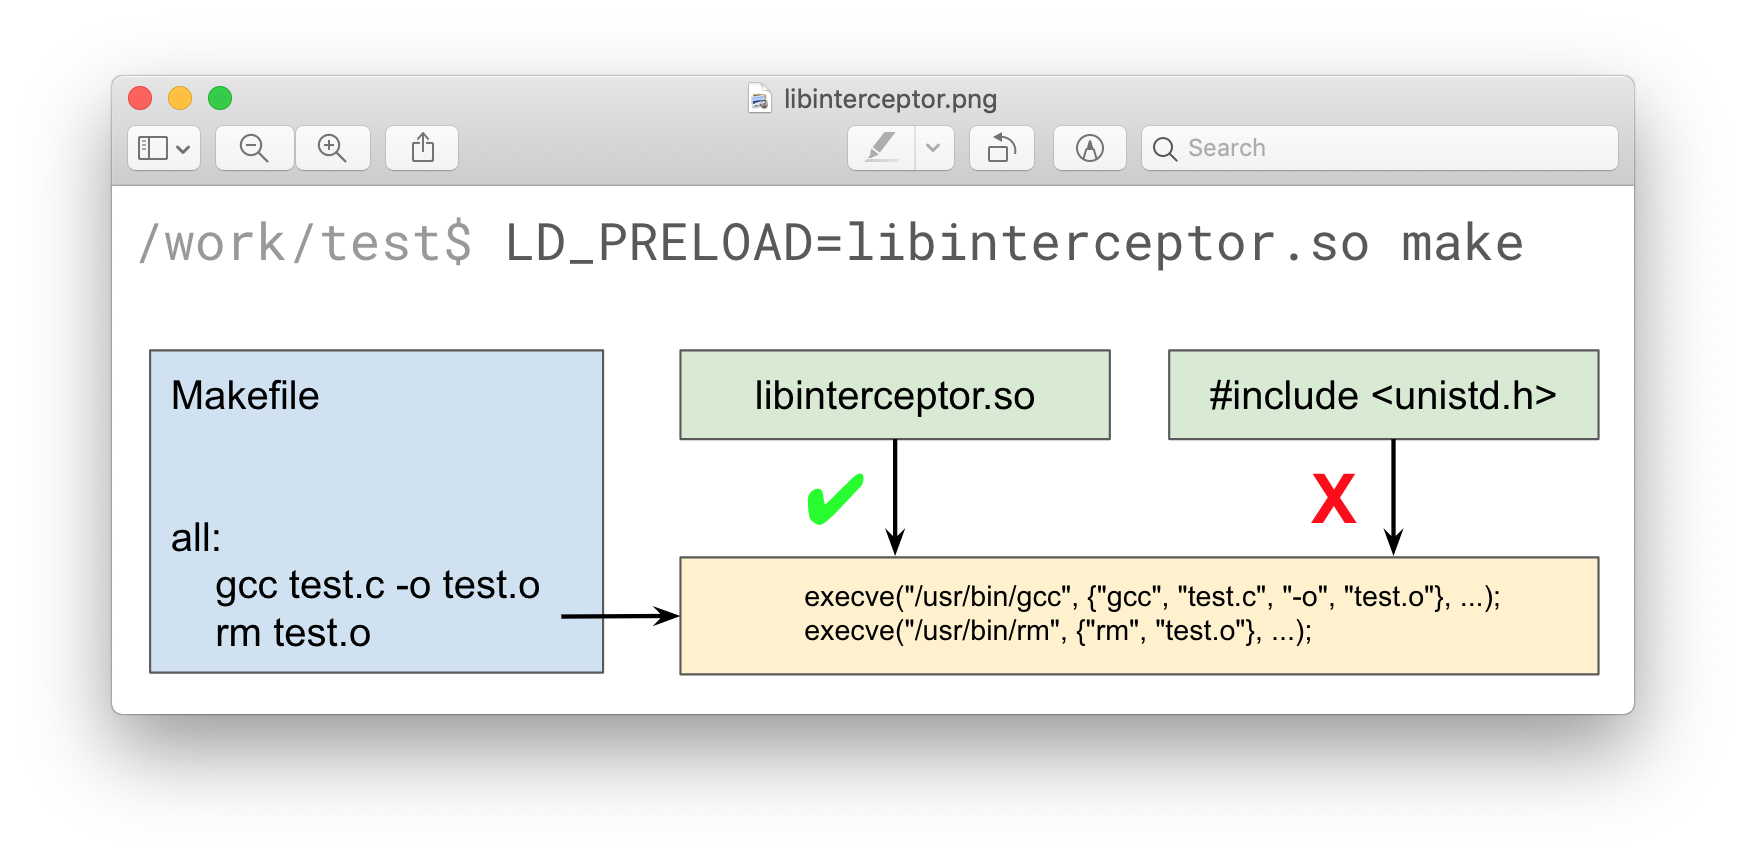 libinterceptor.png
Search
/work/test$ LD_PRELOAD=libinterceptor.so make
Makefile
all:
gcc test.c -o test.o
rm test.o
libinterceptor.so
#include <unistd.h>
X
execve("/usr/bin/gcc", {"gcc", "test.c", "-o", "test.o"}, ...);
execve("/usr/bin/rm", {"rm", "test.o"}, ...);